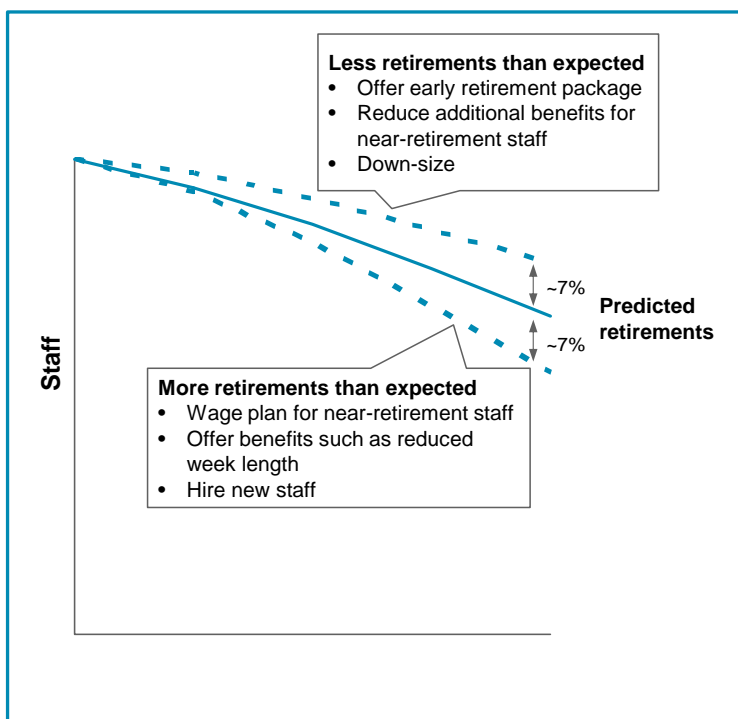 Less retirements than expected
• Offer early retirement package
• Reduce additional benefits for
near-retirement staff
• Down-size
~7%
Predicted
retirements
~7%
Staff
More retirements than expected
• Wage plan for near-retirement staff
• Offer benefits such as reduced
week length
• Hire new staff